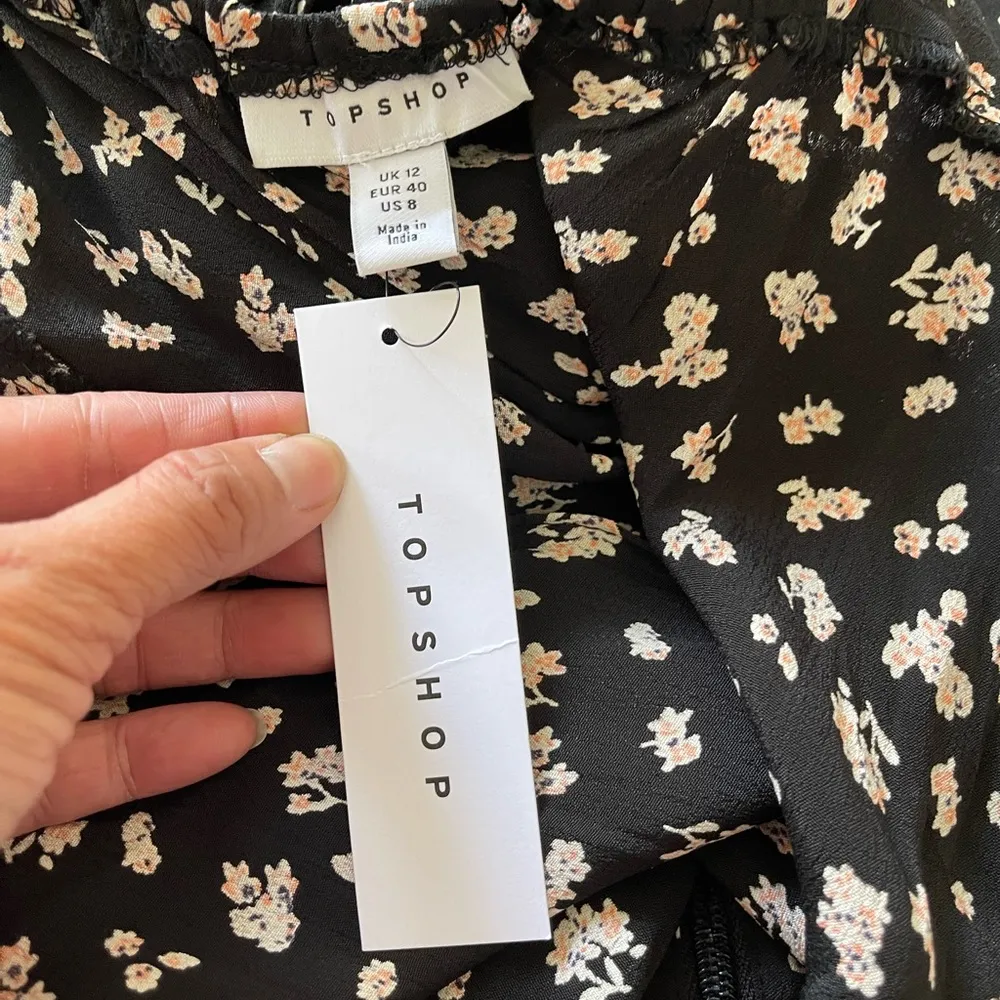 TOPSHOP
UK 12
EUR 40
US 8
Made in
India
TOPSHOP